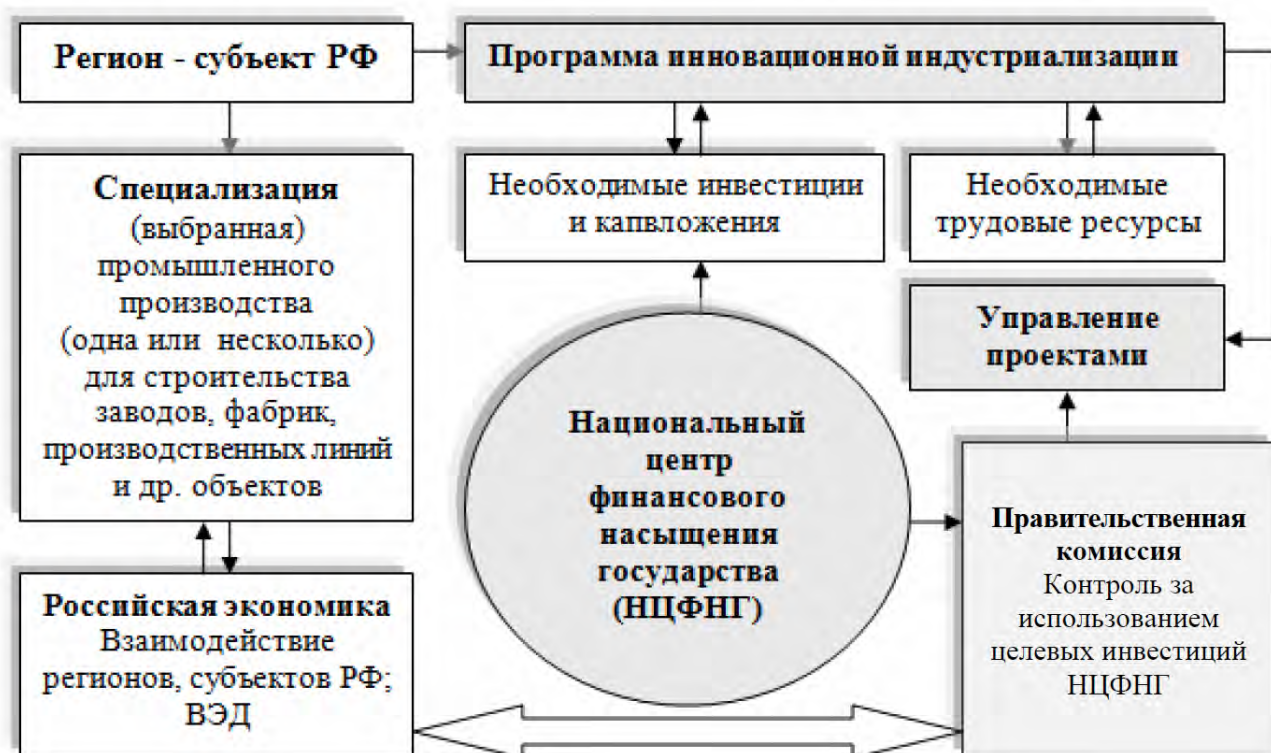 Регион - субъект РФ
Программа инновационной индустриализации
Специализация
(выбранная)
промышленного
производства
(одна или несколько)
для строительства
заводов, фабрик,
производственных линий
и др. объектов
Необходимые инвестиции
и капвложения
Необходимые
трудовые ресурсы
Управление
проектами
Национальный
центр
финансового
насыщения
государства
(НЦФНГ)
Правительственная
комиссия
Контроль за
использованием
целевых инвестиций
НЦФНГ
Российская экономика
Взаимодействие
регионов, субъектов РФ;
ВЭД